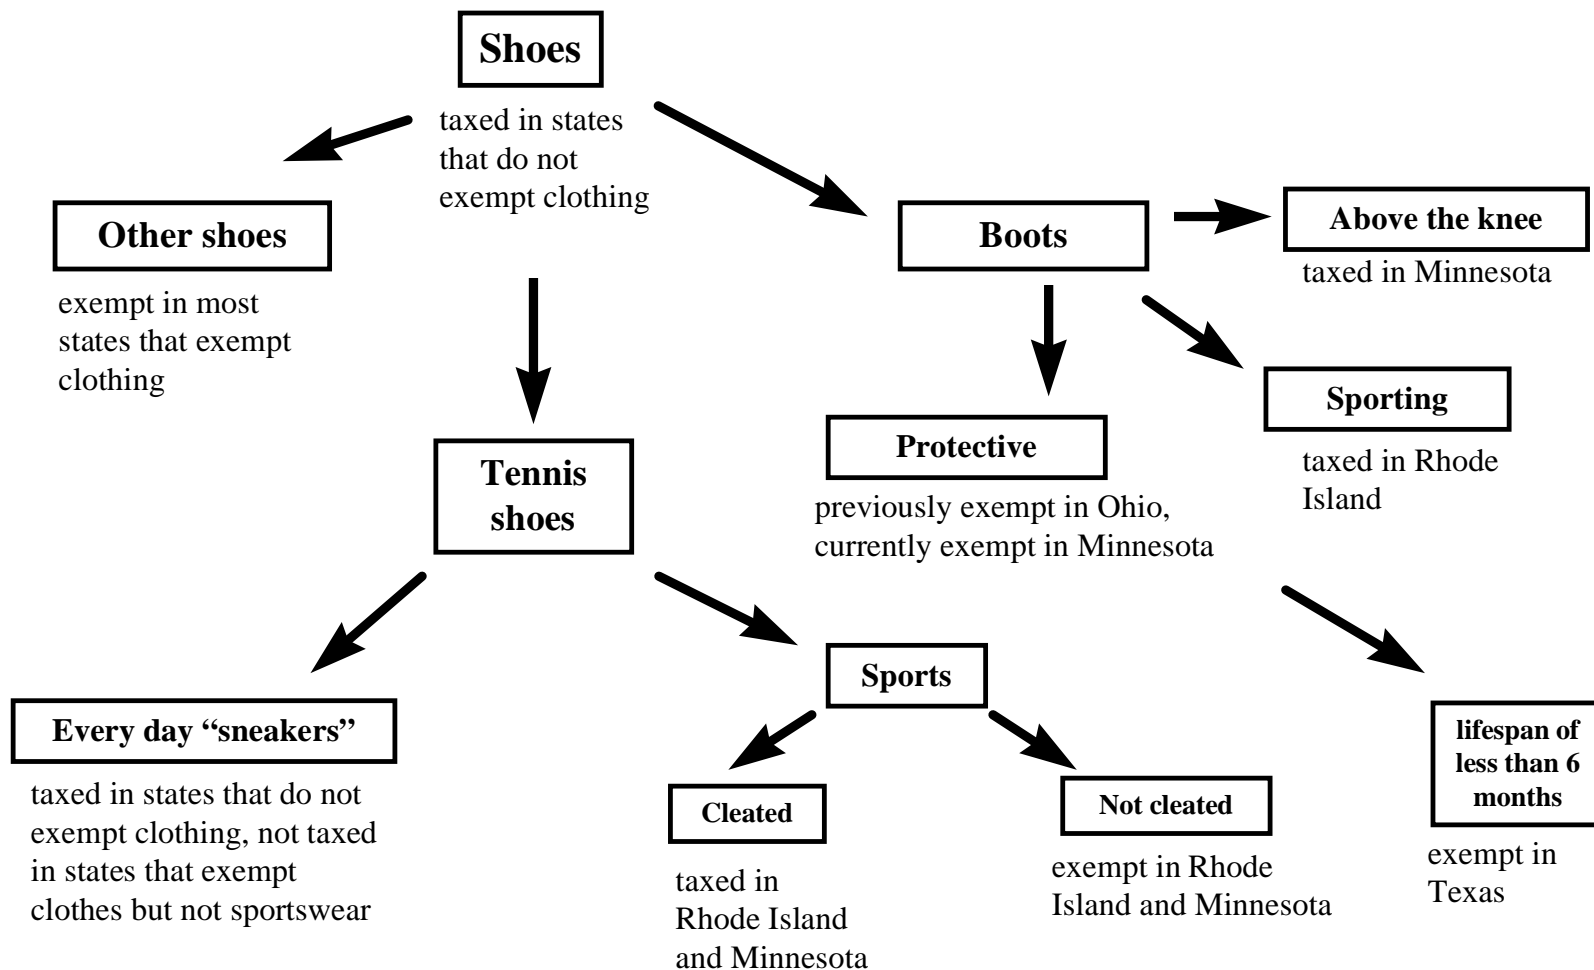 Shoes
taxed in states
that do not
exempt clothing
Other shoes
exempt in most
states that exempt
clothing
Boots
Above the knee
taxed in Minnesota
Sporting
taxed in Rhode
Island
Protective
previously exempt in Ohio,
currently exempt in Minnesota
Tennis
shoes
Every day “sneakers”
taxed in states that do not
exempt clothing, not taxed
in states that exempt
clothes but not sportswear
Sports
Cleated
taxed in
Rhode Island
and Minnesota
Not cleated
exempt in Rhode
Island and Minnesota
lifespan of
less than 6
months
exempt in
Texas